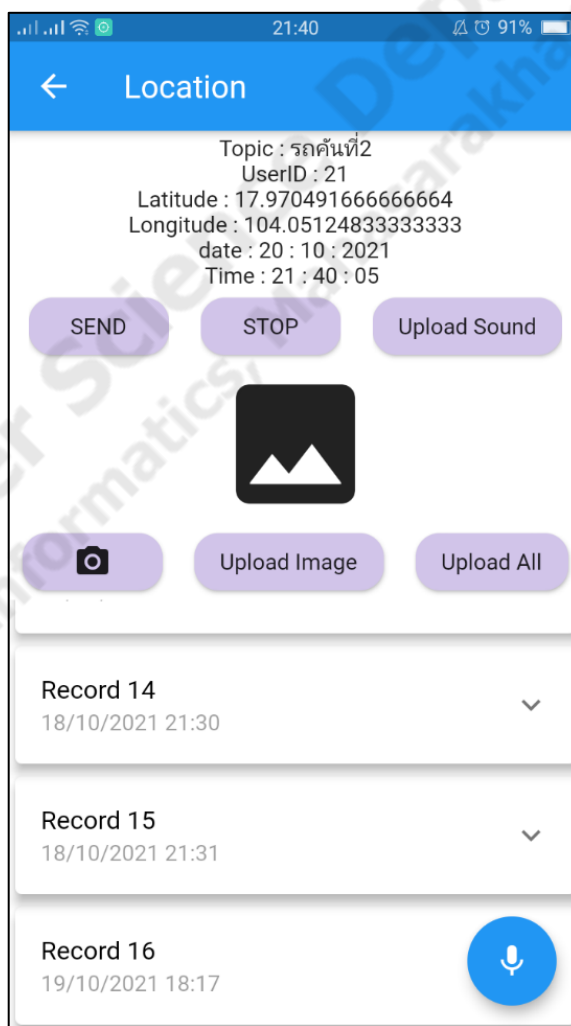 21:40
91%
Location
Topic : รถคันที่2
UserID : 21
Latitude : 17.970491666666664
Longitude : 104.05124833333333
date : 20 : 10 : 2021
Time : 21 : 40 : 05
SEND STOP Upload Sound
Upload Image Upload All
Record 14
18/10/2021 21:30
Record 15
18/10/2021 21:31
Record 16
19/10/2021 18:17